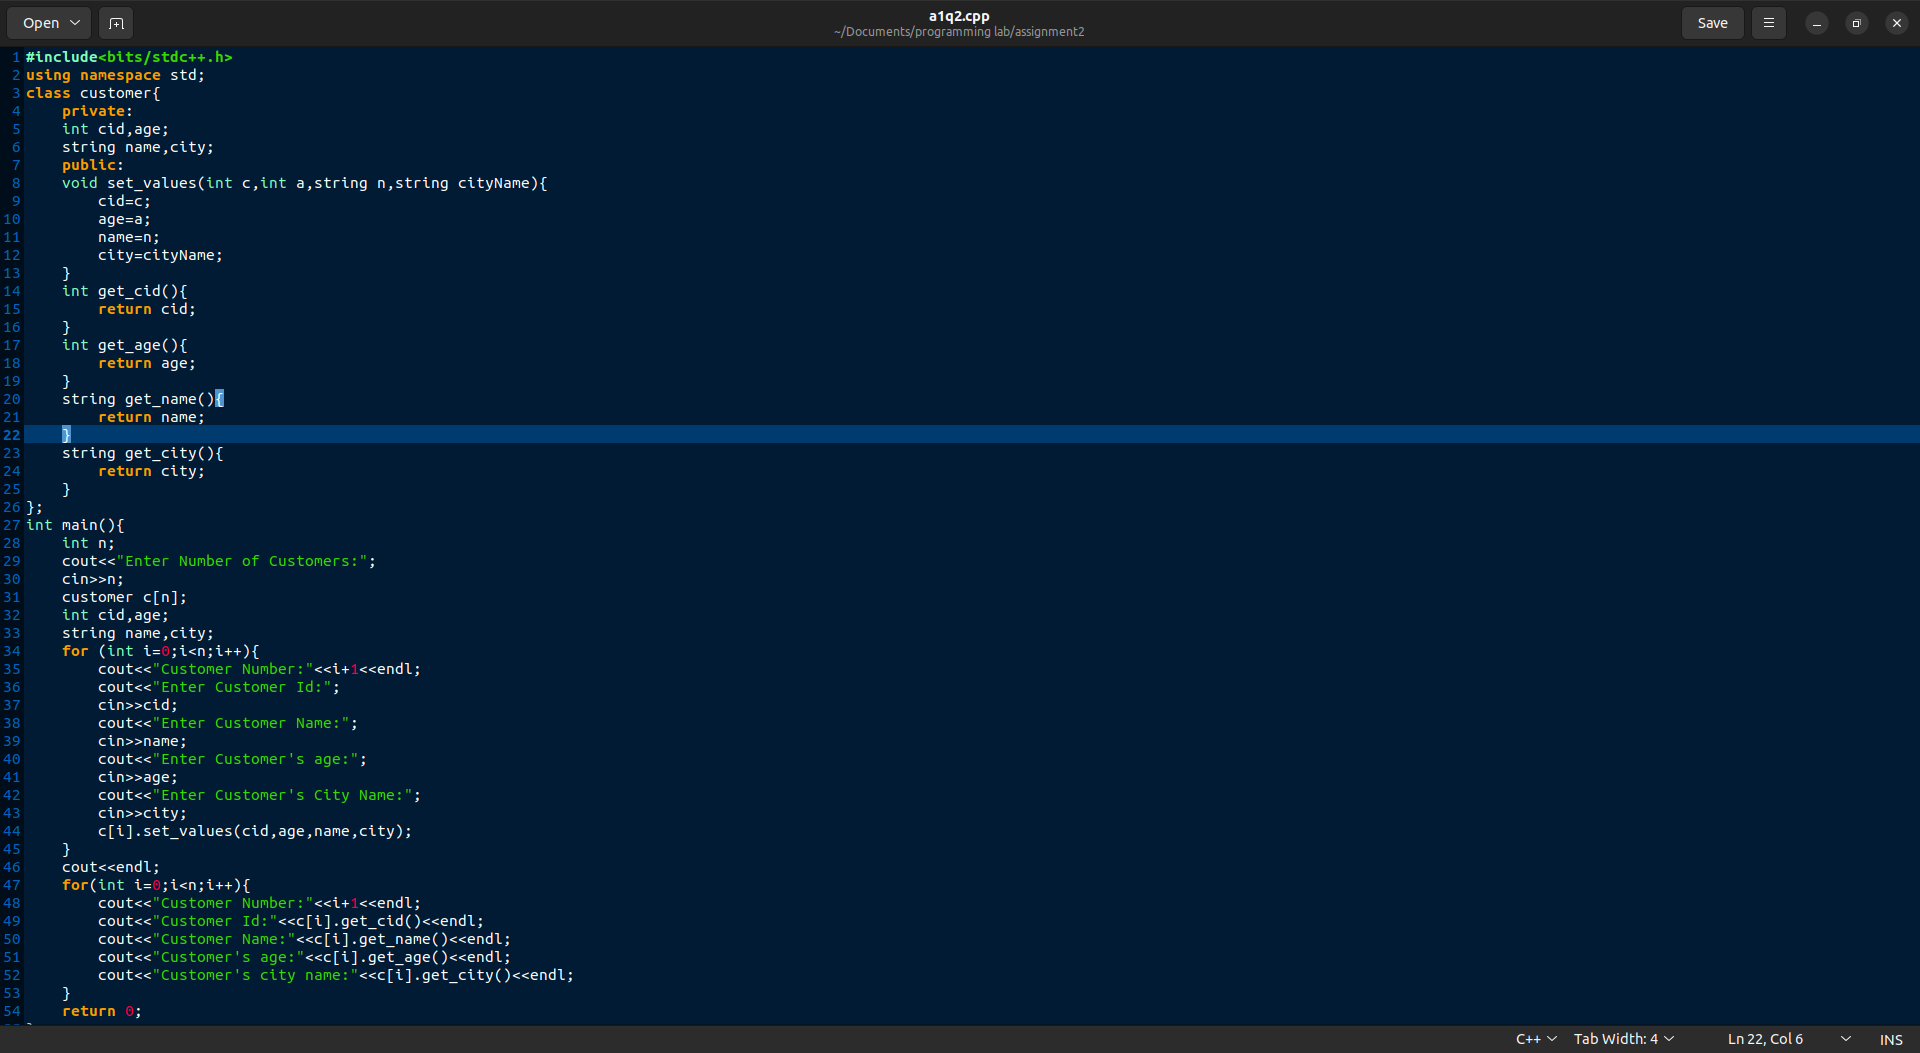 Open
a1q2.cpp
~/Documents/programming lab/assignment2
Save
1 #include<bits/stdc++.h>
2 using namespace std;
3 class customer{
4     private:
5     int cid,age;
6     string name,city;
7     public:
8     void set_values(int c,int a,string n,string cityName){
9         cid=c;
10         age=a;
11         name=n;
12         city=cityName;
13     }
14     int get_cid(){
15         return cid;
16     }
17     int get_age(){
18         return age;
19     }
20     string get_name(){
21         return name;
22     }
23     string get_city(){
24         return city;
25     }
26 };
27 int main(){
28     int n;
29     cout<<"Enter Number of Customers:";
30     cin>>n;
31     customer c[n];
32     int cid,age;
33     string name,city;
34     for (int i=0;i<n;i++){
35         cout<<"Customer Number:"<<i+1<<endl;
36         cout<<"Enter Customer Id:";
37         cin>>cid;
38         cout<<"Enter Customer Name:";
39         cin>>name;
40         cout<<"Enter Customer's age:";
41         cin>>age;
42         cout<<"Enter Customer's City Name:";
43         cin>>city;
44         c[i].set_values(cid,age,name,city);
45     }
46     cout<<endl;
47     for(int i=0;i<n;i++){
48         cout<<"Customer Number:"<<i+1<<endl;
49         cout<<"Customer Id:"<<c[i].get_cid()<<endl;
50         cout<<"Customer Name:"<<c[i].get_name()<<endl;
51         cout<<"Customer's age:"<<c[i].get_age()<<endl;
52         cout<<"Customer's city name:"<<c[i].get_city()<<endl;
53     }
54     return 0;
C++ Tab Width: 4 Ln 22, Col 6 INS